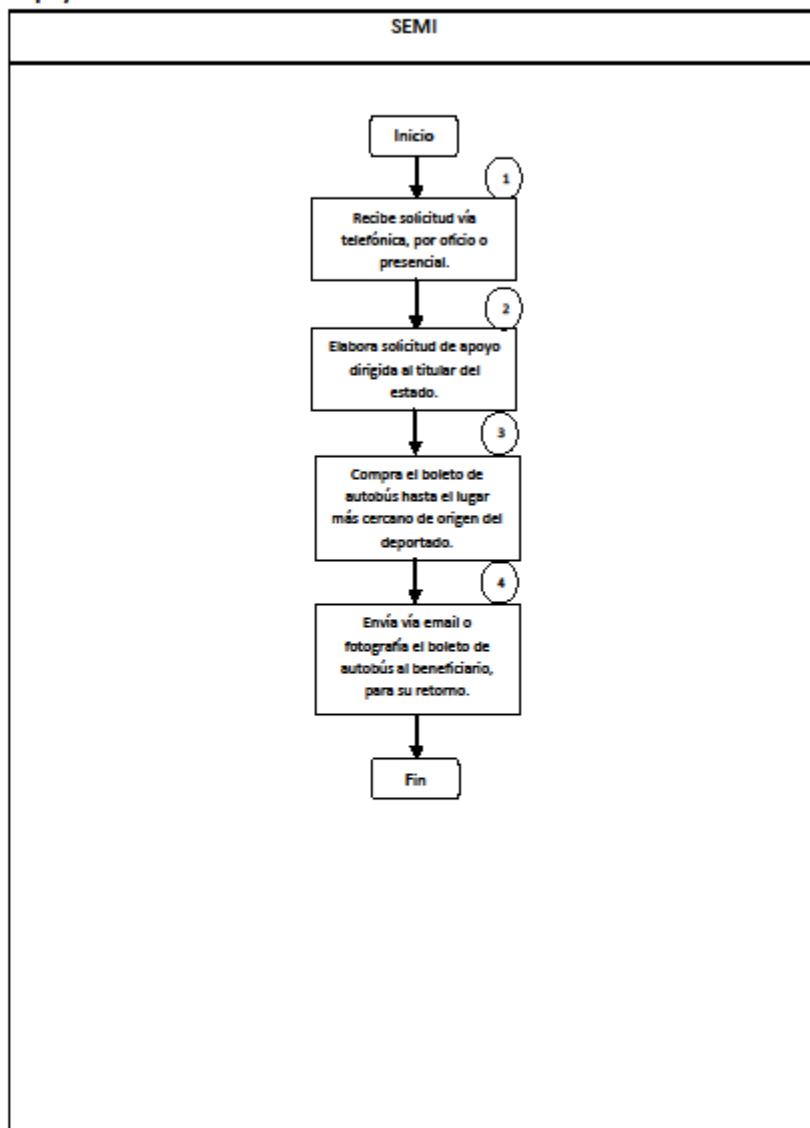 SEMI
Inicio
1
Recibe solicitud vía
telefónica, por oficio o
presencial.
2
Elabora solicitud de apoyo
dirigida al titular del
estado.
3
Compra el boleto de
autobús hasta el lugar
más cercano de origen del
deportado.
4
Envía vía email o
fotografía el boleto de
autobús al beneficiario,
para su retorno.
Fin